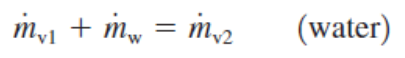 ṁv1 + ṁw = ṁv2 (water)